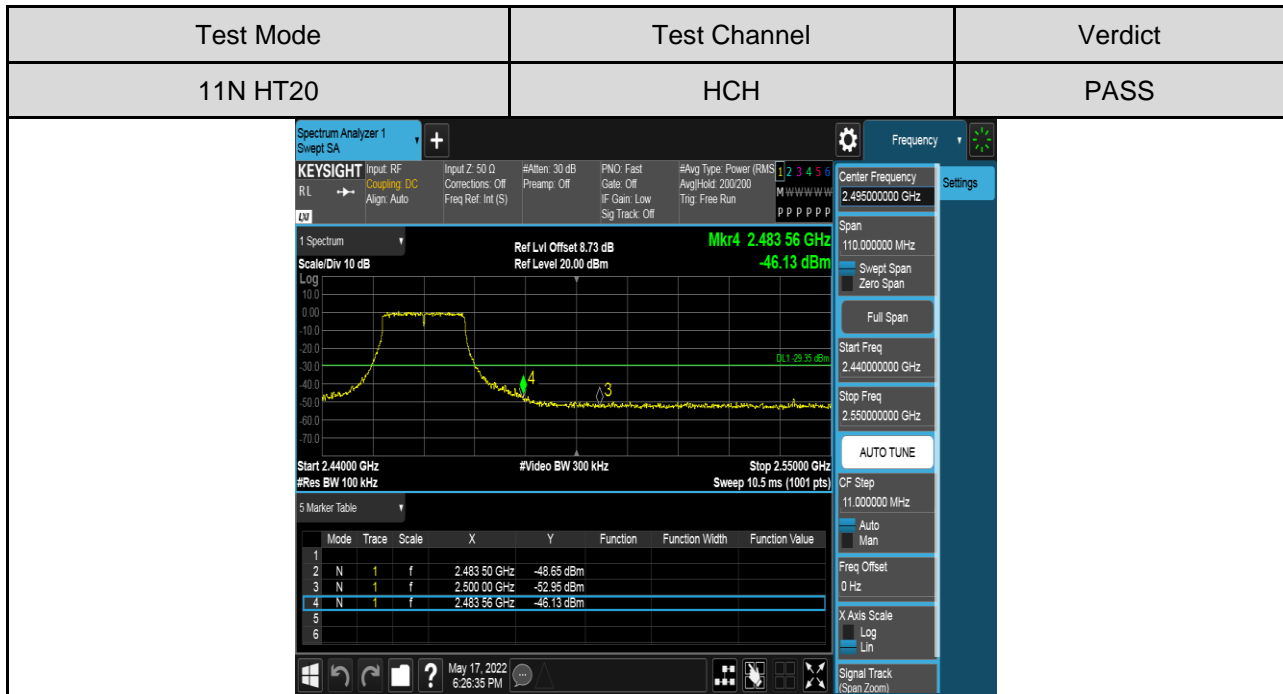 Test Mode Test Channel Verdict
11N HT20 HCH PASS
Spectrum Analyzer 1
Swept SA
+
Frequency
KEYSIGHT Input: RF Input Z: 50 Ω #Atten: 30 dB PNO: Fast #Avg Type: Power (RMS 1 2 3 4 5 6
RL Coupling: DC Corrections: Off Preamp: Off Gate: Off Avg|Hold: 200/200 M W W W W W
Align: Auto Freq Ref: Int (S) IF Gain: Low Trig: Free Run
LXI Sig Track: Off P P P P P P
1 Spectrum Ref Lvl Offset 8.73 dB Mkr4 2.483 56 GHz
Scale/Div 10 dB Ref Level 20.00 dBm -46.13 dBm
Log
10.0
0.00
-10.0
-20.0
DL1 -29.35 dBm
-30.0
-40.0
4
3
-50.0
-60.0
-70.0
Start 2.44000 GHz #Video BW 300 kHz Stop 2.55000 GHz
#Res BW 100 kHz Sweep 10.5 ms (1001 pts)
5 Marker Table
Mode Trace Scale X Y Function Function Width Function Value
1
2 N 1 f 2.483 50 GHz -48.65 dBm
3 N 1 f 2.500 00 GHz -52.95 dBm
4 N 1 f 2.483 56 GHz -46.13 dBm
5
6
? May 17, 2022
6:26:35 PM
Center Frequency
2.495000000 GHz
Settings
Span
110.000000 MHz
Swept Span
Zero Span
Full Span
Start Freq
2.440000000 GHz
Stop Freq
2.550000000 GHz
AUTO TUNE
CF Step
11.000000 MHz
Auto
Man
Freq Offset
0 Hz
X Axis Scale
Log
Lin
Signal Track
(Span Zoom)